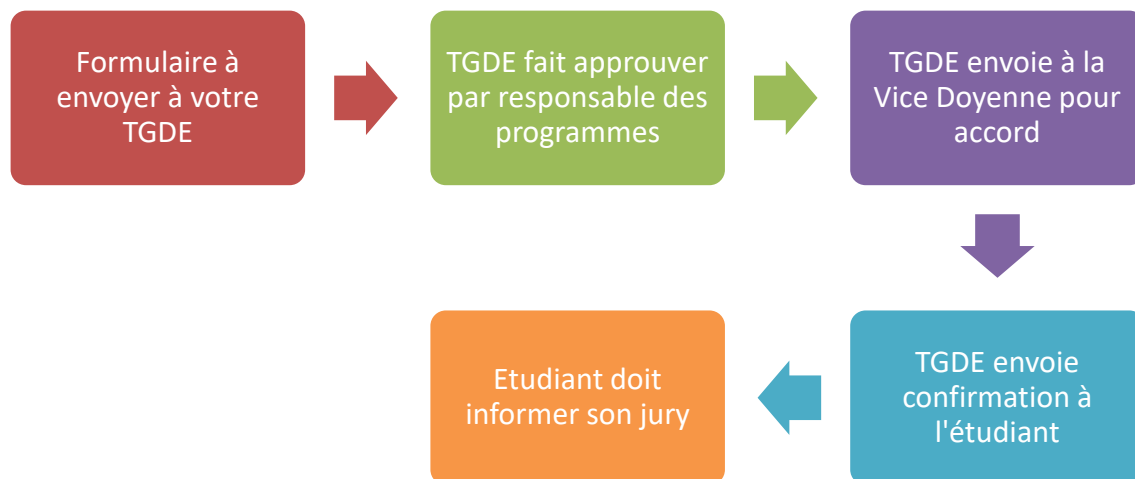 Formulaire à
envoyer à votre
TGDE
TGDE fait approuver
par responsable des
programmes
TGDE envoie à la
Vice Doyenne pour
accord
TGDE envoie
confirmation à
l'étudiant
Etudiant doit
informer son jury